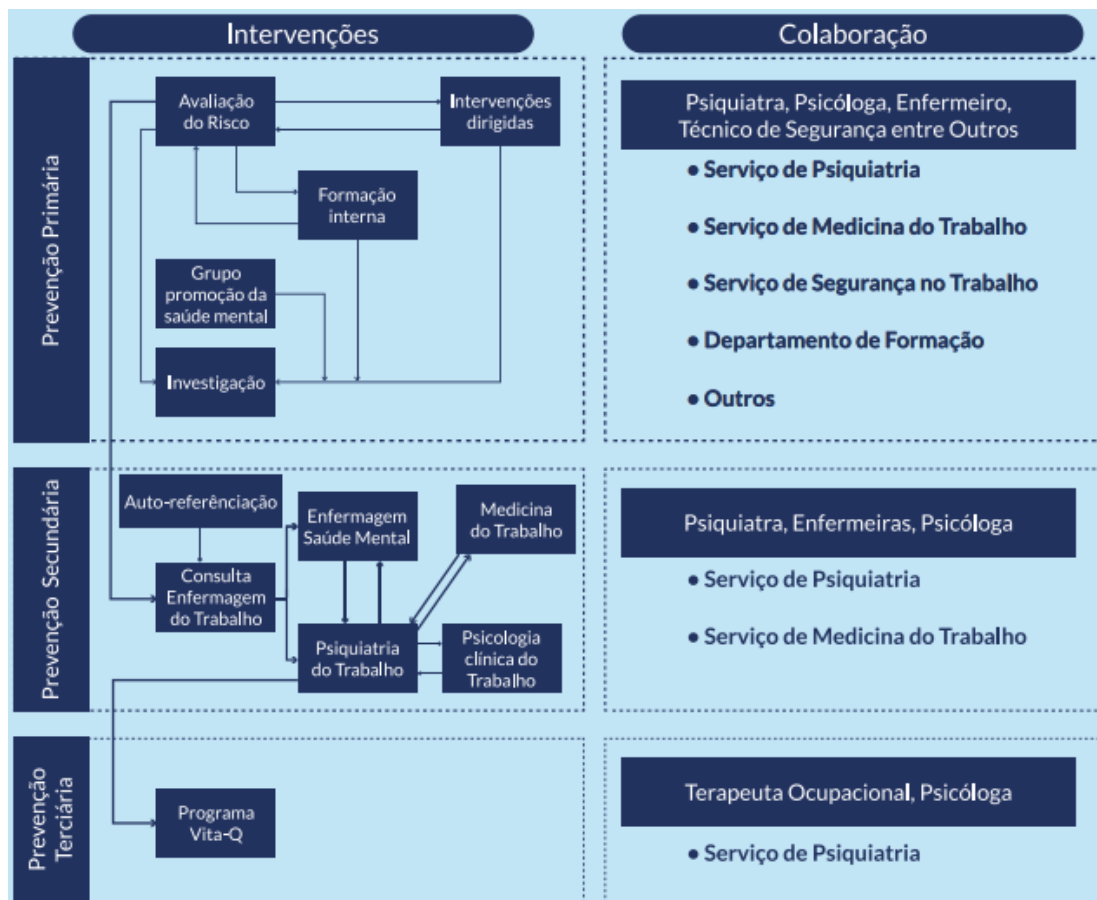 Intervenções
Colaboração
Prevenção Primária
Avaliação
do Risco
Intervenções
dirigidas
Formação
interna
Grupo
promoção da
saúde mental
Investigação
Psiquiatra, Psicóloga, Enfermeiro,
Técnico de Segurança entre Outros
• Serviço de Psiquiatria
• Serviço de Medicina do Trabalho
• Serviço de Segurança no Trabalho
• Departamento de Formação
• Outros
Prevenção Secundária
Auto-referênciação
Consulta
Enfermagem
do Trabalho
Enfermagem
Saúde Mental
Medicina
do Trabalho
Psiquiatria
do Trabalho
Psicologia
clínica do
Trabalho
Psiquiatra, Enfermeiras, Psicóloga
• Serviço de Psiquiatria
• Serviço de Medicina do Trabalho
Prevenção
Terciária
Programa
Vita-Q
Terapeuta Ocupacional, Psicóloga
• Serviço de Psiquiatria